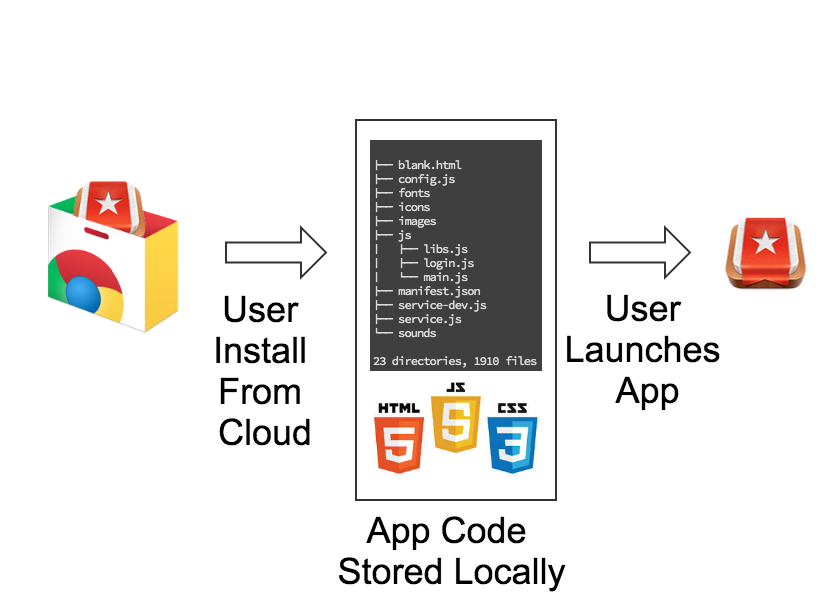 ├── blank.html
├── config.js
├── fonts
├── icons
├── images
├── js
│   ├── libs.js
│   ├── login.js
│   └── main.js
├── manifest.json
├── service-dev.js
├── service.js
└── sounds
23 directories, 1910 files
HTML
5
JS
5
CSS
3
User
Install
From
Cloud
User
Launches
App
App Code
Stored Locally